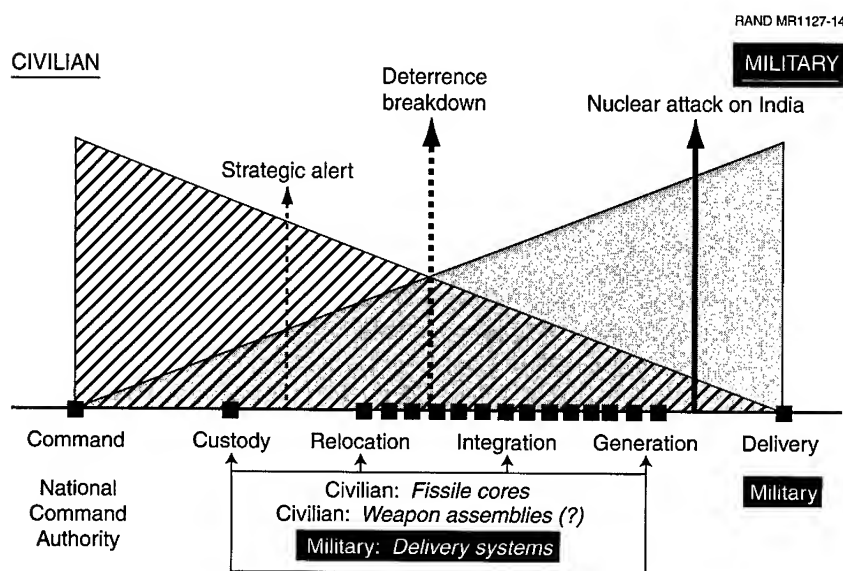 RAND MR1127-14
CIVILIAN
MILITARY
Deterrence
breakdown
Nuclear attack on India
Strategic alert
Command
Custody
Relocation
Integration
Generation
Delivery
National
Command
Authority
Civilian: Fissile cores
Civilian: Weapon assemblies (?)
Military: Delivery systems
Military